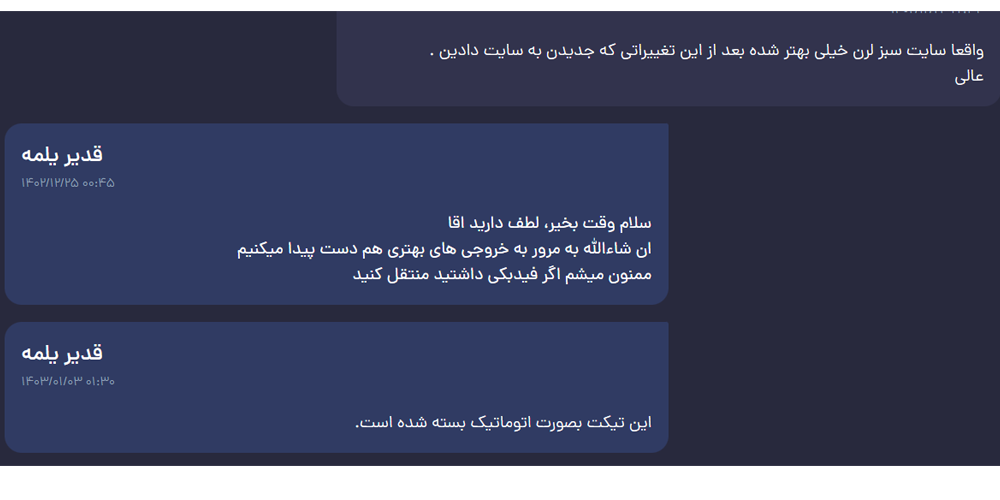 واقعا سایت سبز لرن خیلی بهتر شده بعد از این تغییراتی که جدیدن به سایت دادین .
عالی
قدیر یلمه
۱۴۰۲/۱۲/۲۵ ۰۰:۴۵
سلام وقت بخیر، لطف دارید اقا
ان شاءالله به مرور به خروجی های بهتری هم دست پیدا میکنیم
ممنون میشم اگر فیدبکی داشتید منتقل کنید
قدیر یلمه
۱۴۰۳/۰۱/۰۳ ۰۱:۳۰
این تیکت بصورت اتوماتیک بسته شده است.